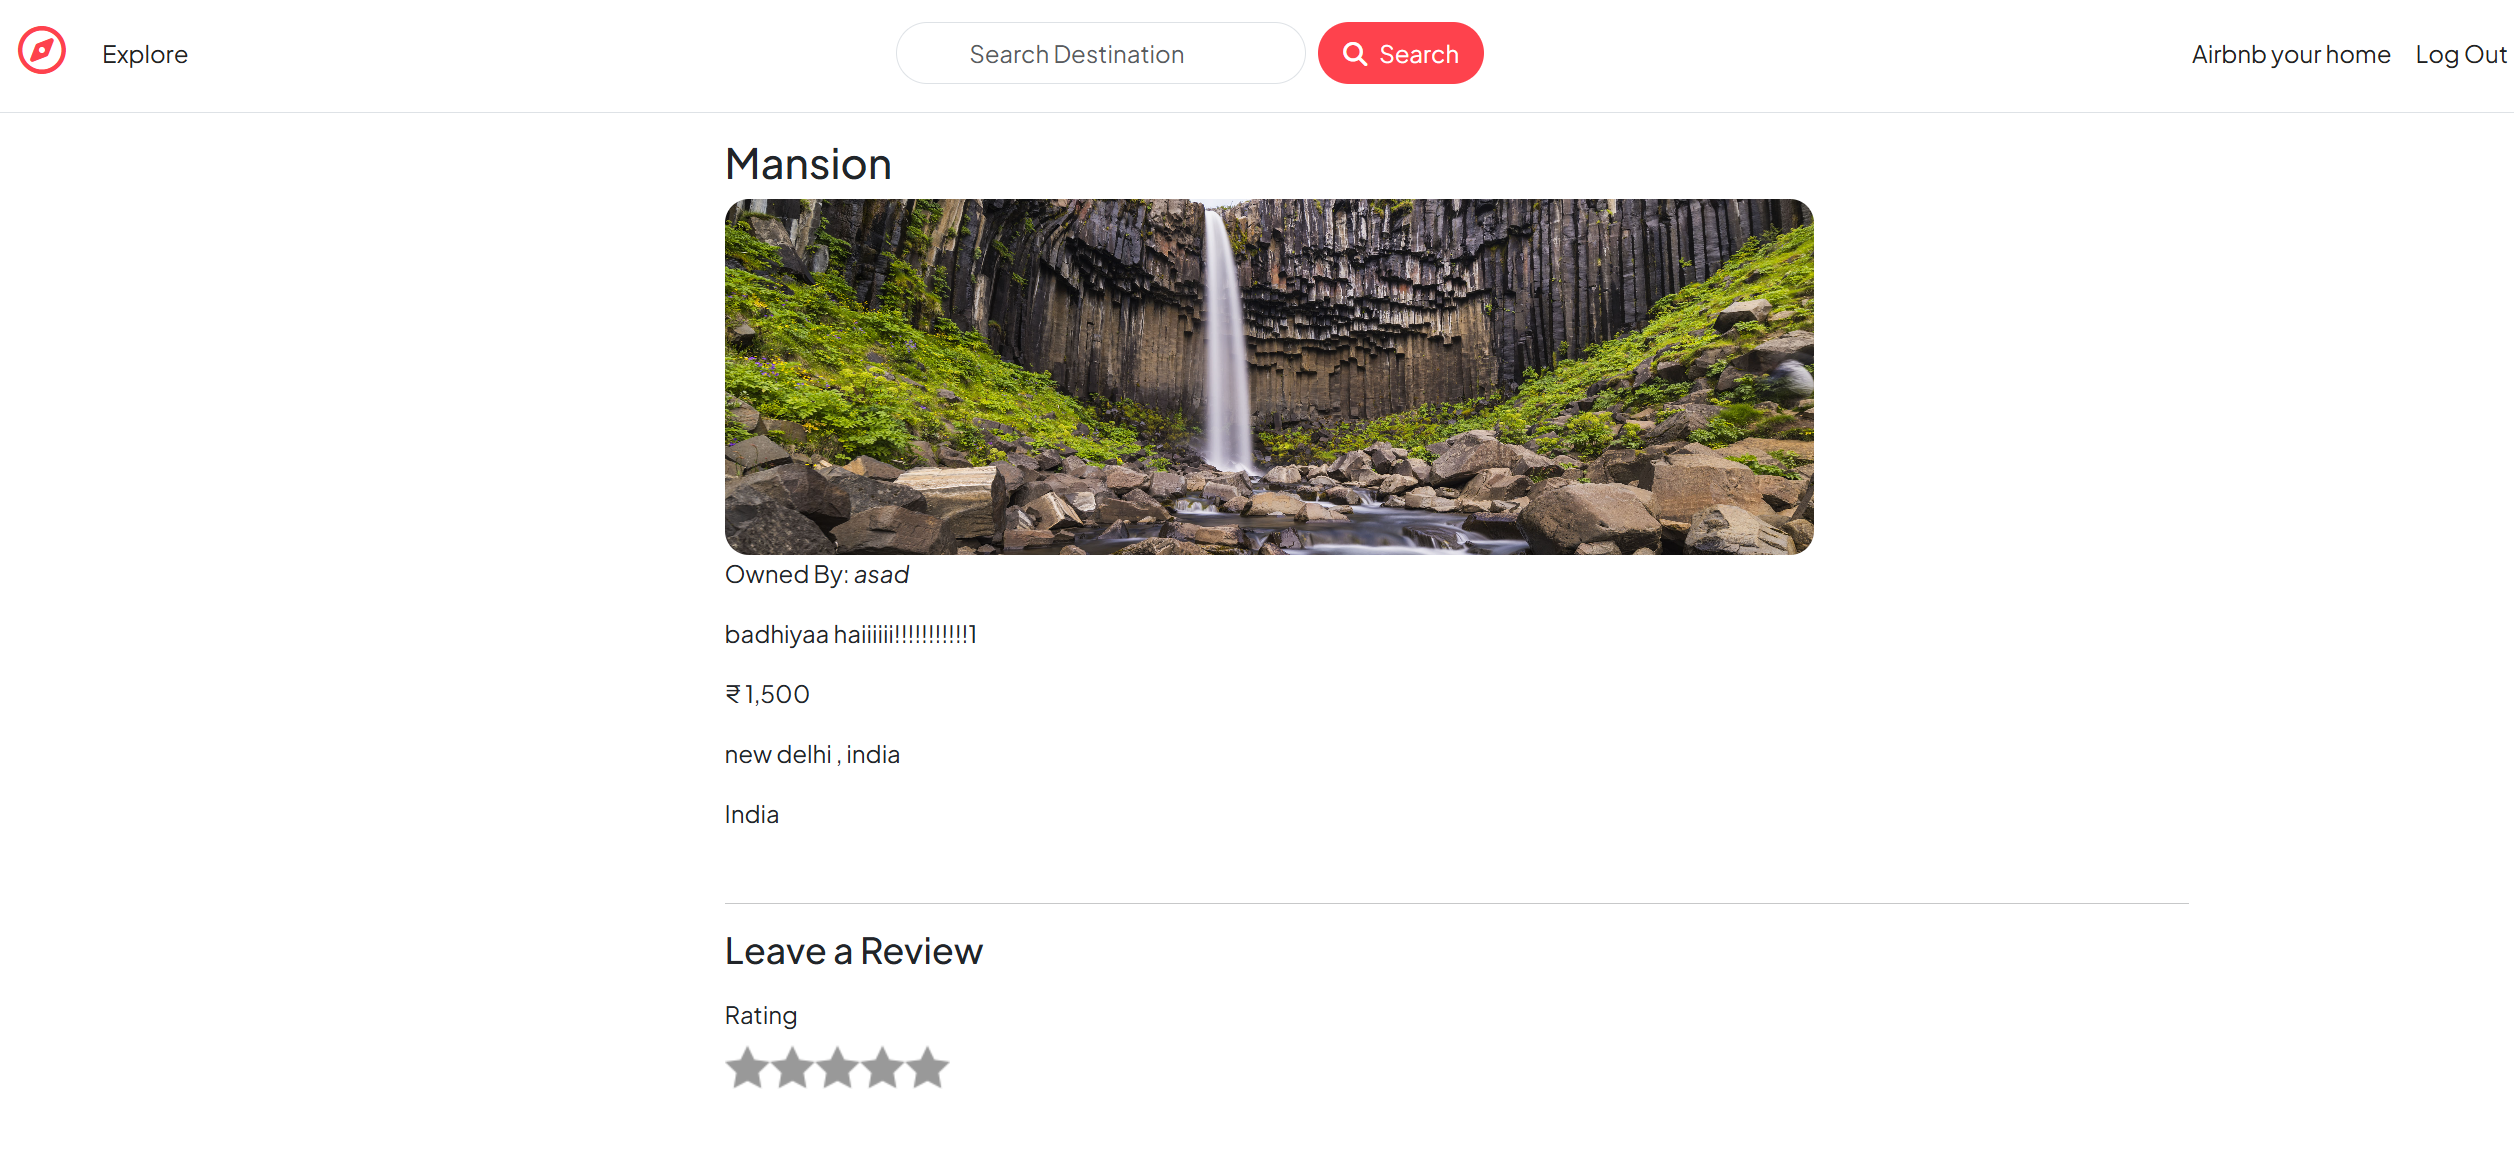 Explore
Search Destination
Search
Airbnb your home
Log Out
Mansion
Owned By: asad
badhiyaa haiiiiii!!!!!!!!!!!1
₹ 1,500
new delhi , india
India
Leave a Review
Rating